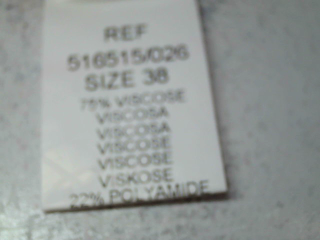 REF
516515/026
SIZE 38
75% VISCOSE
VISCOSA
VISCOSA
VISCOSE
VISCOSE
VISKOSE
22% POLYAMIDE